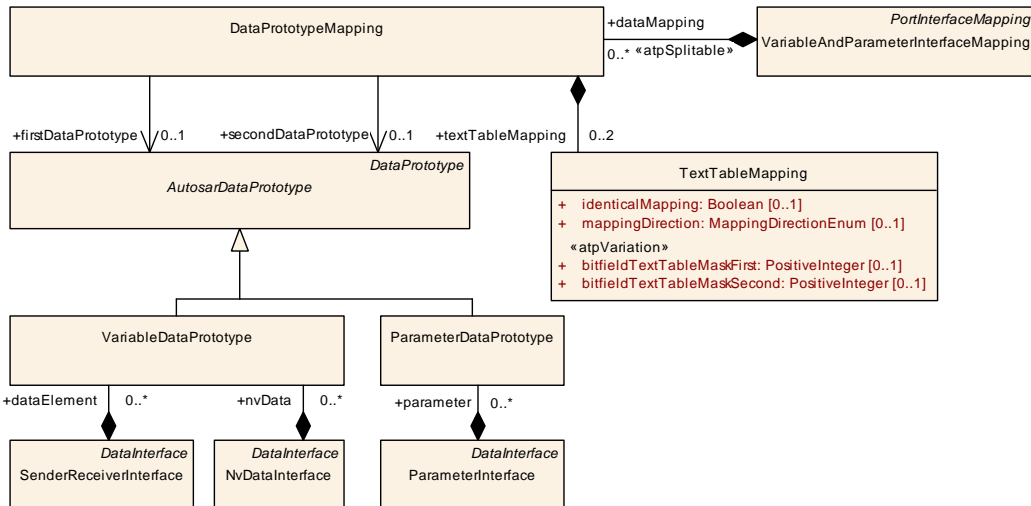 DataPrototypeMapping
+dataMapping
0..* «atpSplitable»
PortInterfaceMapping
VariableAndParameterInterfaceMapping
+firstDataPrototype 0..1
+secondDataPrototype 0..1
+textTableMapping 0..2
DataPrototype
AutosarDataPrototype
TextTableMapping
+ identicalMapping: Boolean [0..1]
+ mappingDirection: MappingDirectionEnum [0..1]
«atpVariation»
+ bitfieldTextTableMaskFirst: PositiveInteger [0..1]
+ bitfieldTextTableMaskSecond: PositiveInteger [0..1]
VariableDataPrototype
ParameterDataPrototype
+dataElement 0..*
+nvData 0..*
+parameter 0..*
DataInterface
SenderReceiverInterface
DataInterface
NvDataInterface
DataInterface
ParameterInterface